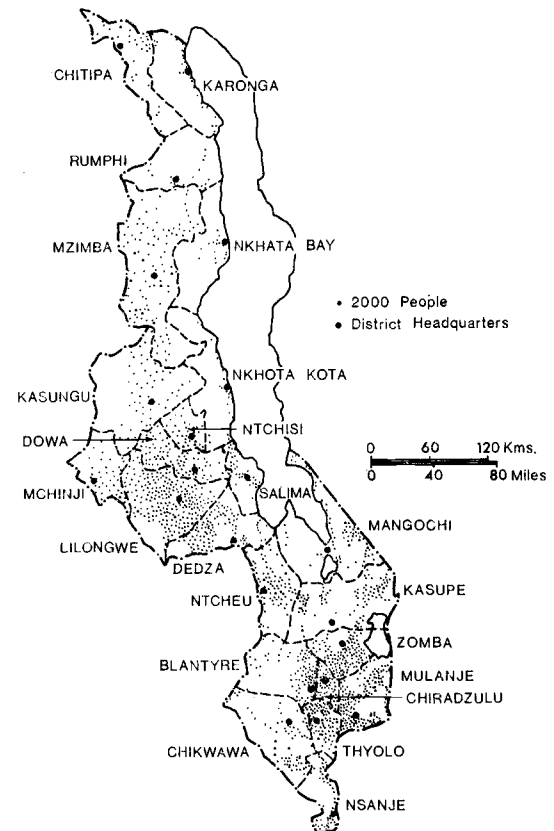 CHITIPA
KARONGA
RUMPHI
MZIMBA
NKHATA BAY
• 2000 People
● District Headquarters
NKHOTA KOTA
KASUNGU
NTCHISI
DOWA
0 60 120 Kms.
0 40 80 Miles
MCHINJI
SALIMA
MANGOCHI
LILONGWE
DEDZA
KASUPE
NTCHEU
ZOMBA
BLANTYRE
MULANJE
CHIRADZULU
CHIKWAWA
THYOLO
NSANJE